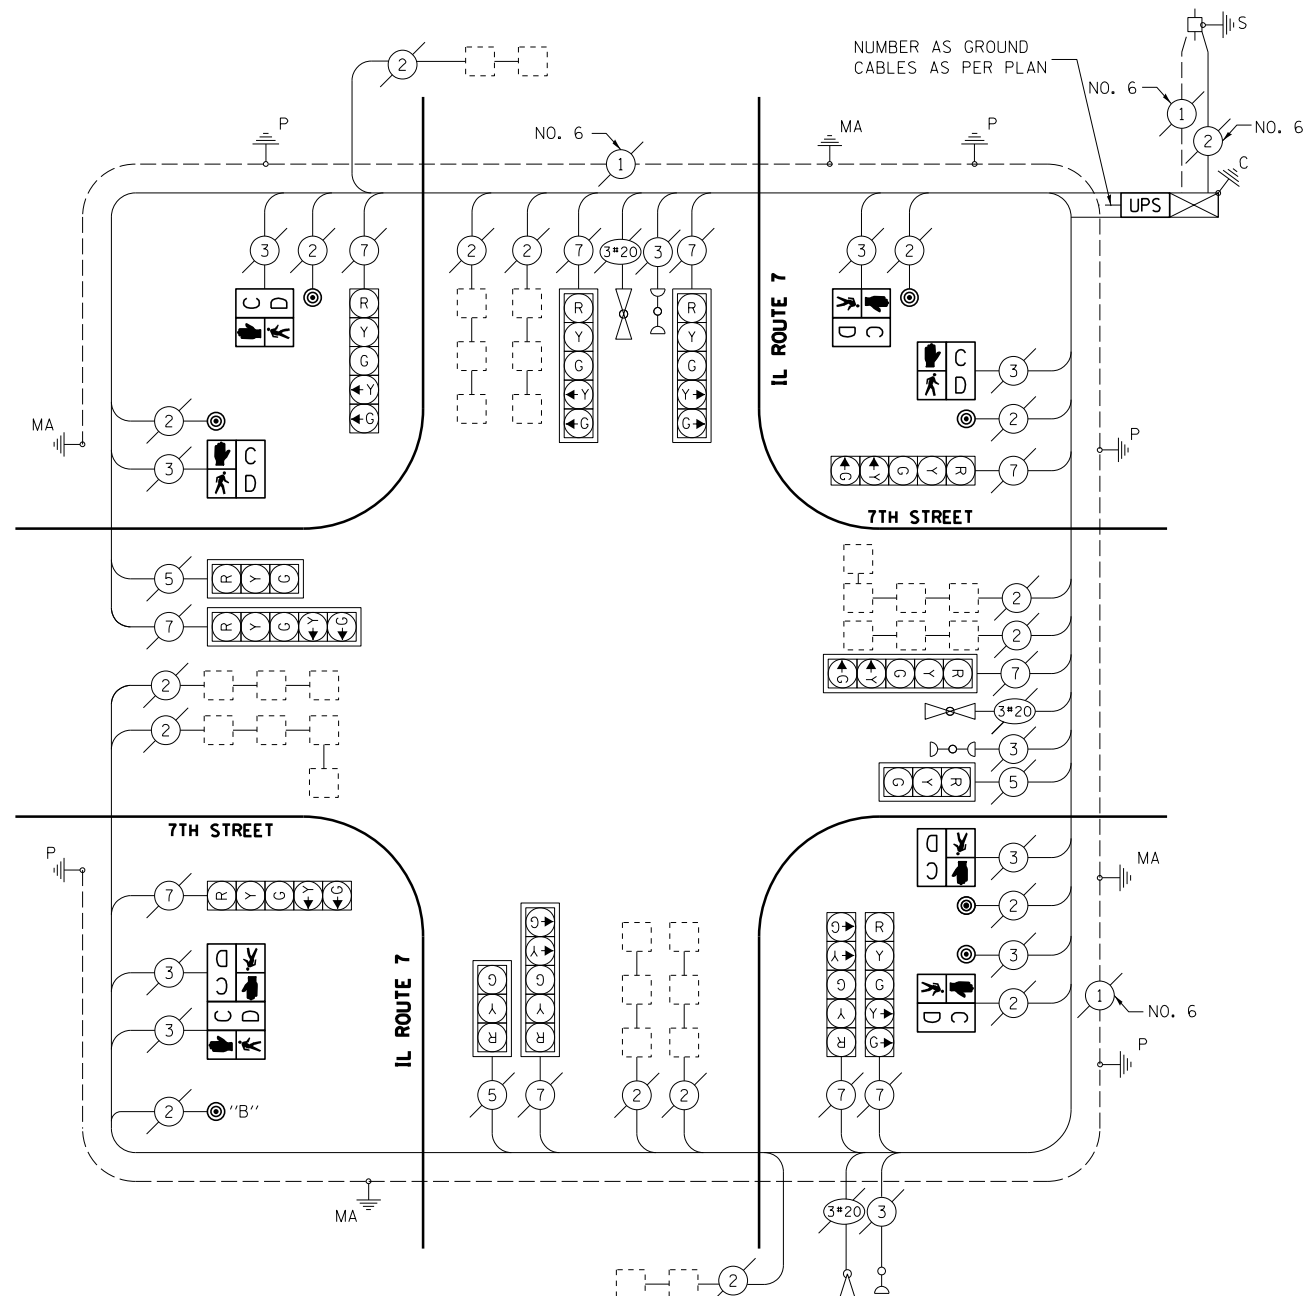 S
NUMBER AS GROUND
CABLES AS PER PLAN
2
NO. 6
1
P
NO. 6
1
MA
P
2
NO. 6
C
UPS
3
2
7
2
2
7
3#20
3
7
3
2
C D
R
Y
G
Y
G
R
Y
G
Y
G
R
Y
G
Y
G
IL ROUTE 7
D C
C
D
3
2
MA
2
3
C
D
P
G Y G Y R
7
7TH STREET
5
R Y G
7
R Y G Y G
2
2
2
2
G Y G Y R
7
3#20
3
G Y R
5
7TH STREET
P
7
R Y G Y G
3
D
C
C D
3
2
"B"
IL ROUTE 7
G
Y
R
5
G
Y
G
Y
R
7
2
2
G
Y
G
Y
R
7
R
Y
G
Y
G
7
D
C
3
MA
2
3
D C
2
1
NO. 6
P
MA
3#20
3
2